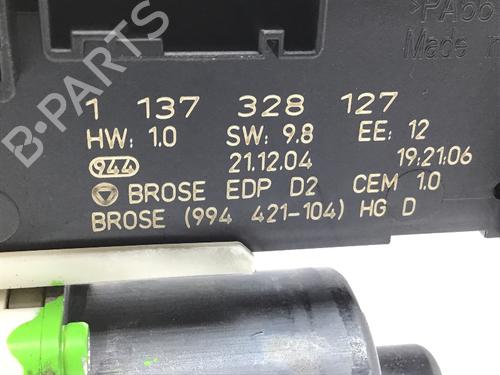 B-PARTS
>PA66
Made
1 137 328 127
HW: 1.0 SW: 9.8 EE: 12
944 21.12.04 19:21:06
BROSE EDP D2 CEM 1.0
BROSE (994 421-104) HG D